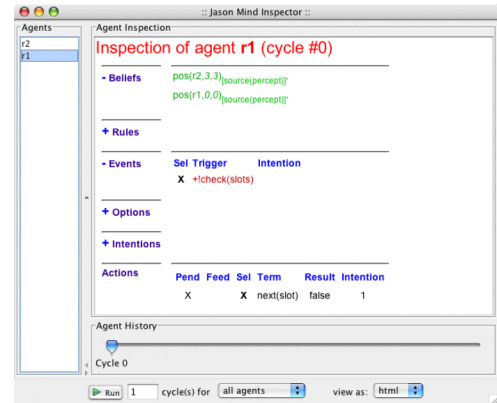 :: Jason Mind Inspector ::
Agents
r2
r1
Agent Inspection
Inspection of agent r1 (cycle #0)
- Beliefs
pos(r2,3,3)[source(percept)].
pos(r1,0,0)[source(percept)].
+ Rules
- Events
Sel Trigger Intention
X +!check(slots)
+ Options
+ Intentions
Actions
Pend Feed Sel Term Result Intention
X X next(slot) false 1
Agent History
Cycle 0
Run 1 cycle(s) for all agents view as: html